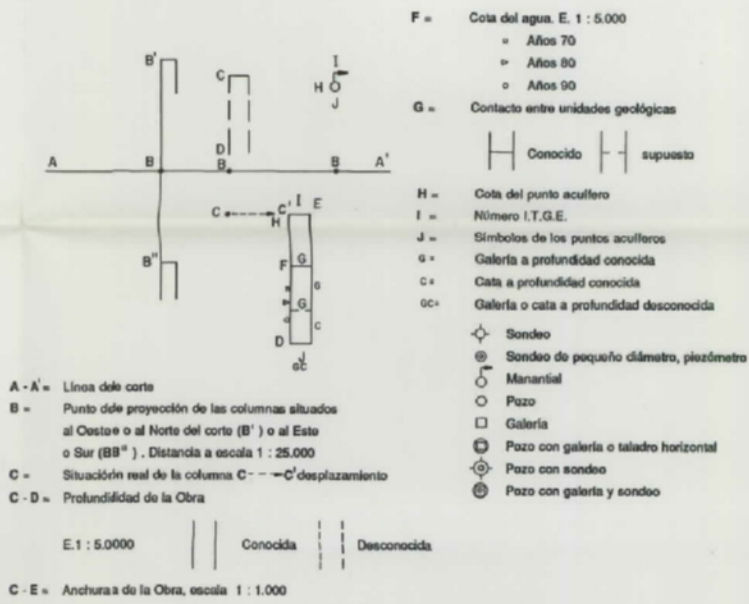 B'
C
I
H
J
D
A
B
B
B
A'
C
C'
I
E
H
B"
F
G
G
G
C
D
J
GC
A - A' = Línea dele corte
B = Punto dde proyección de las columnas situados
al Oestoe o al Norte del corte (B') o al Este
o Sur (BB"). Distancia a escala 1 : 25.000
C = Situaciórin real de la columna C C' desplazamiento
C - D = Profundilidad de la Obra
E.1 : 5.0000
Conocida
Desconocida
C - E = Anchuraa de la Obra, escala 1 : 1.000
F = Cota del agua. E. 1 : 5.000
Años 70
Años 80
Años 90
G = Contacto entre unidades geológicas
Conocido
supuesto
H = Cota del punto acuífero
I = Número I.T.G.E.
J = Símbolos de los puntos acuíferos
G = Galería a profundidad conocida
C = Cata a profundidad conocida
GC= Galería o cata a profundidad desconocida
Sondeo
Sondeo de pequeño diámetro, piezómetro
Manantial
Pozo
Galería
Pozo con galería o taladro horizontal
Pozo con sondeo
Pozo con galería y sondeo